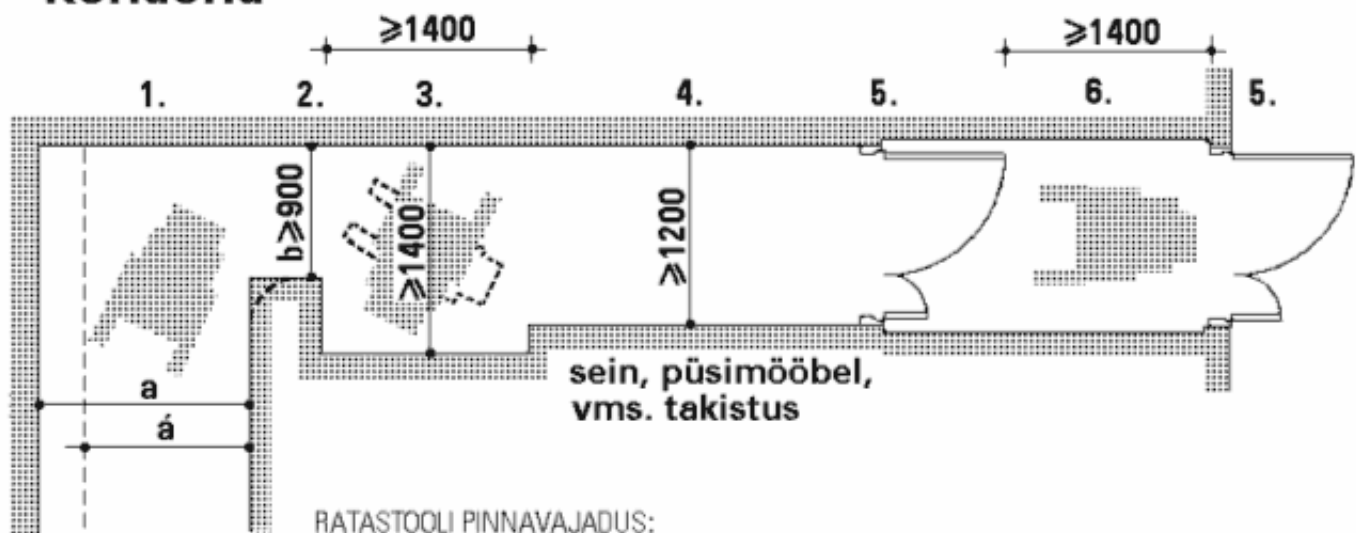 ≥1400
≥1400
1.
2.
3.
4.
5.
6.
5.
b≥900
≥1400
≥1200
sein, püsimööbel,
vms. takistus
a
á
RATASTOOLI PINNAVAJADUS: